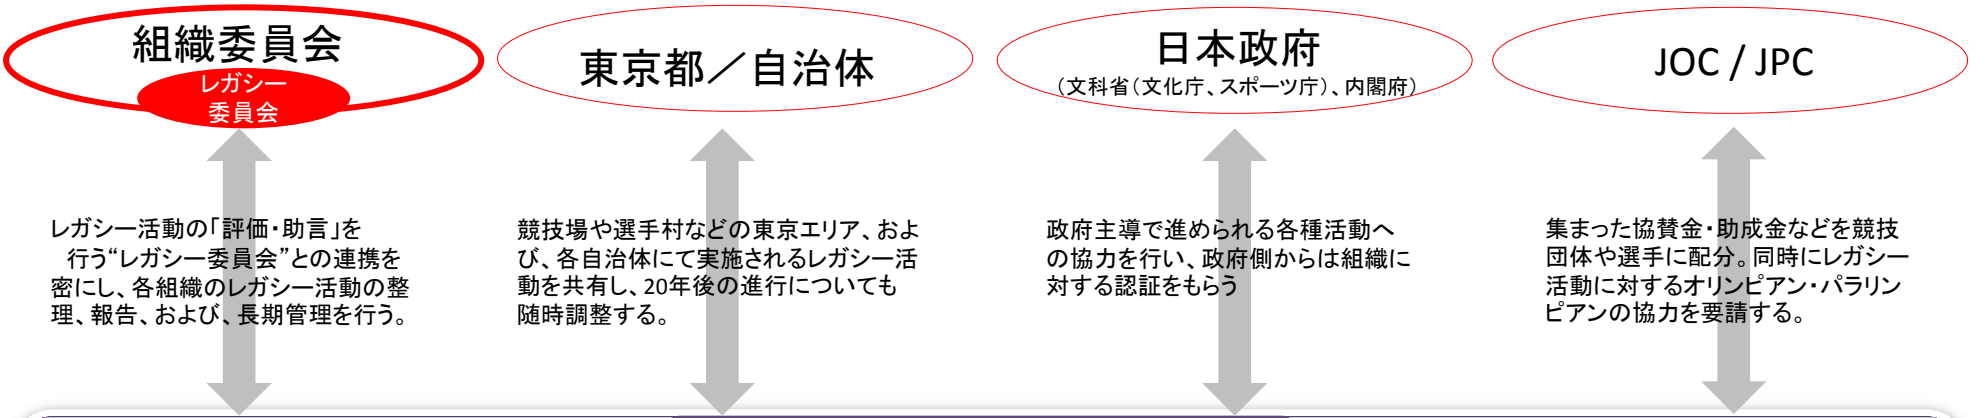 組織委員会
レガシー
委員会
東京都／自治体
日本政府
（文科省（文化庁、スポーツ庁）、内閣府）
JOC / JPC
レガシー活動の「評価・助言」を
行う“レガシー委員会”との連携を
密にし、各組織のレガシー活動の整
理、報告、および、長期管理を行う。
競技場や選手村などの東京エリア、およ
び、各自治体にて実施されるレガシー活
動を共有し、20年後の進行についても
随時調整する。
政府主導で進められる各種活動へ
の協力を行い、政府側からは組織に
対する認証をもらう
集まった協賛金・助成金などを競技
団体や選手に配分。同時にレガシー
活動に対するオリンピアン・パラリン
ピアンの協力を要請する。